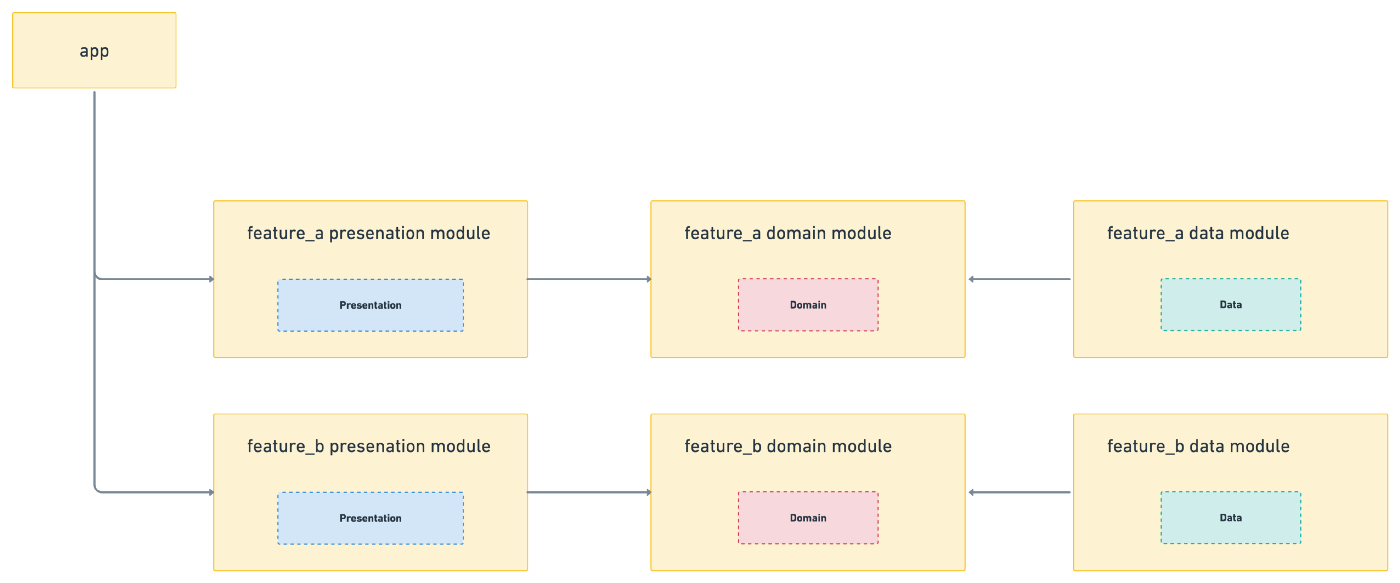 app
feature_a presenation module
Presentation
feature_a domain module
Domain
feature_a data module
Data
feature_b presenation module
Presentation
feature_b domain module
Domain
feature_b data module
Data